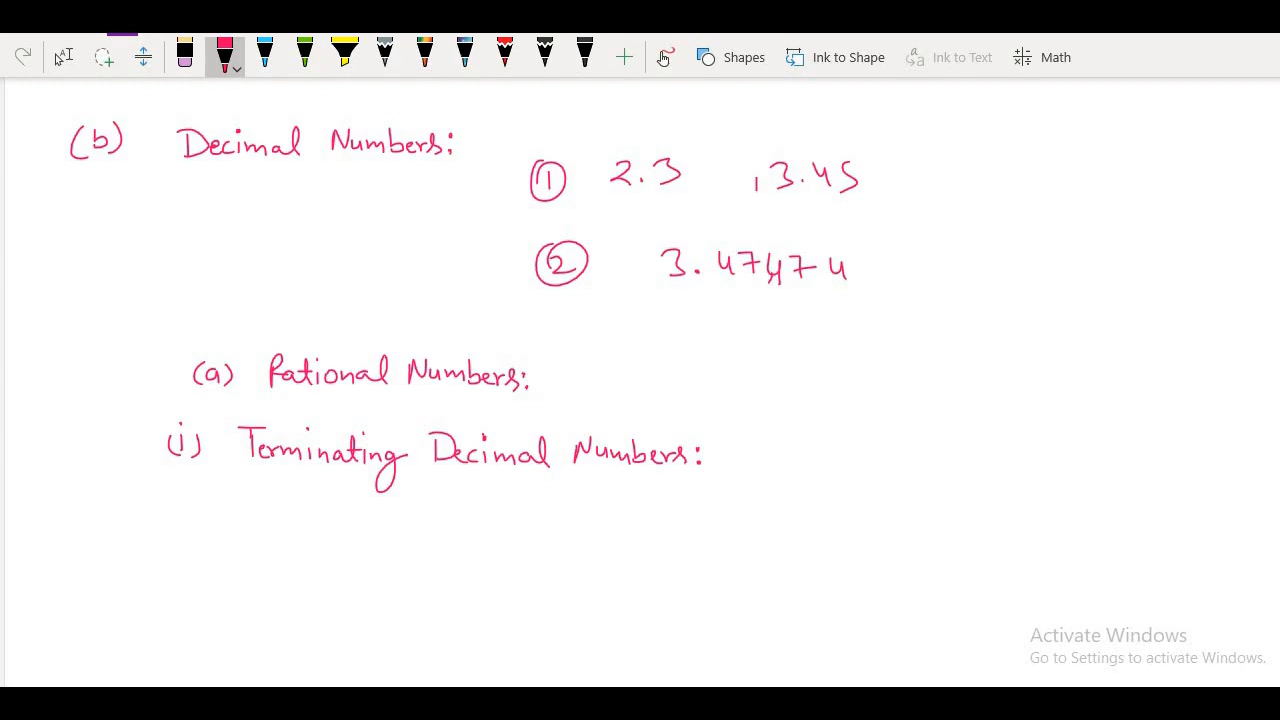 Ink to Shape
Shapes
Ink to Text
Math
(b) Decimal Numbers:
① 2.3 , 3.45
② 3.47474
(a) Rational Numbers:
(i) Terminating Decimal Numbers:
Activate Windows
Go to Settings to activate Windows.